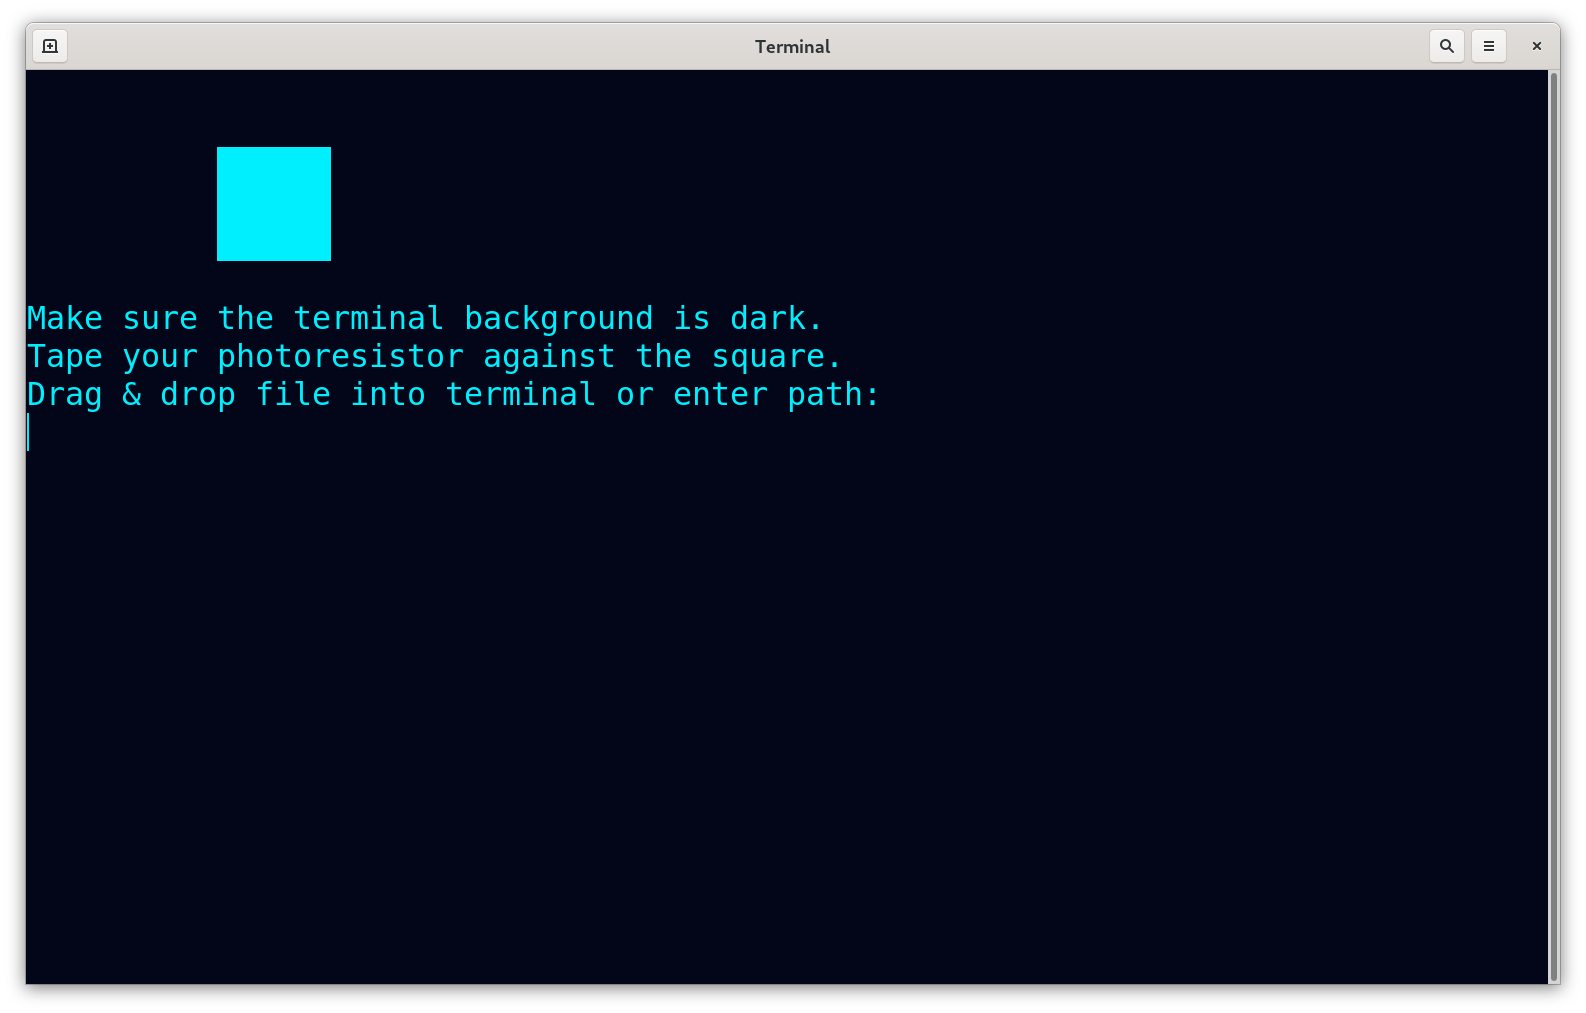 Terminal
Make sure the terminal background is dark.
Tape your photoresistor against the square.
Drag & drop file into terminal or enter path: